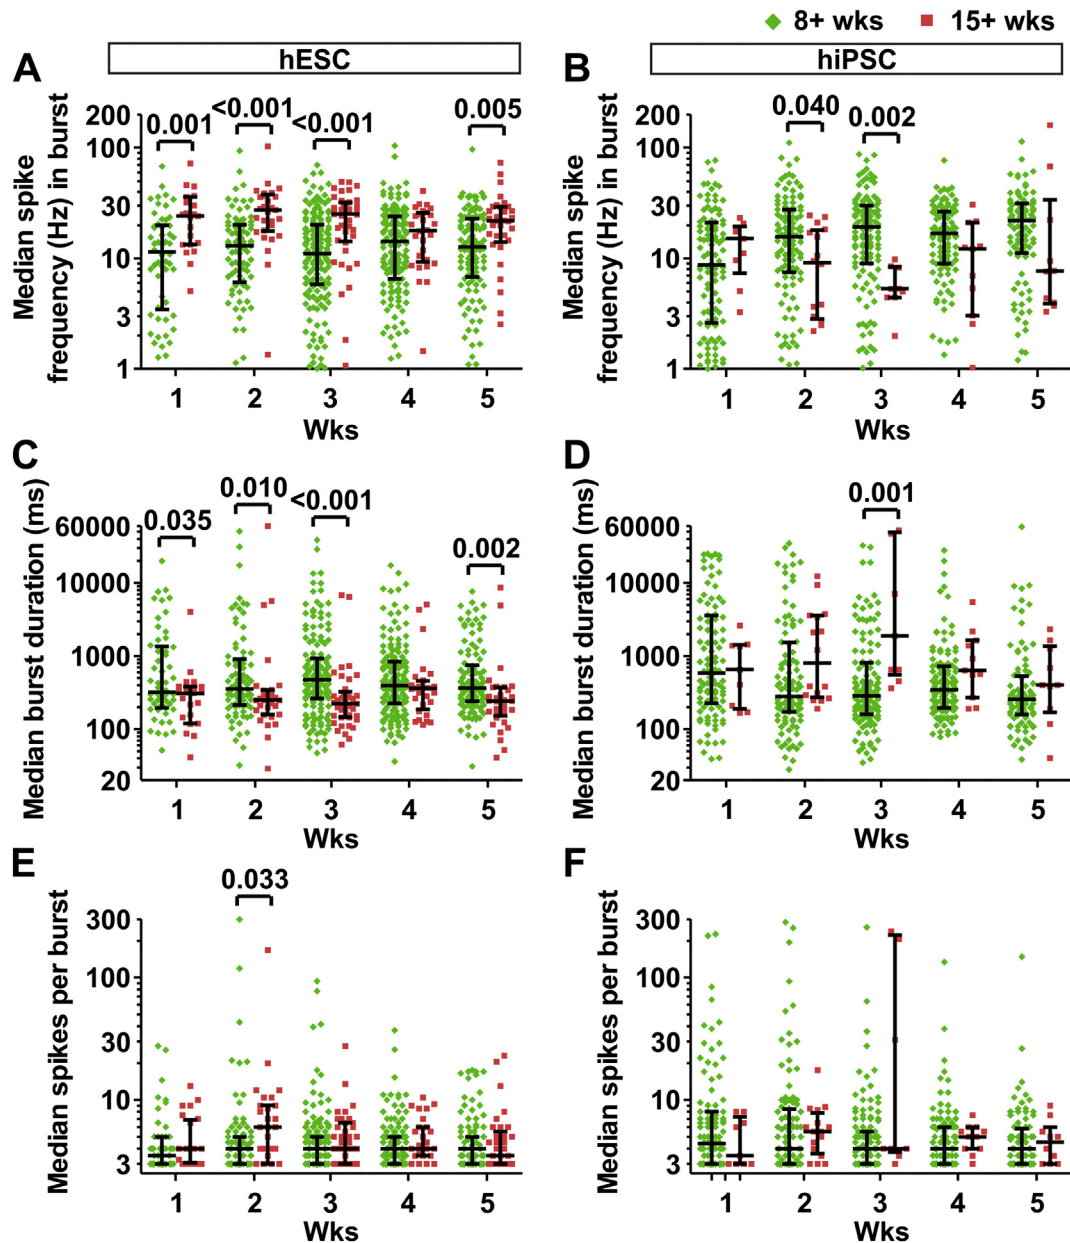 8+ wks 15+ wks
hESC
hiPSC
A
Median spike
frequency (Hz) in burst
200
100
30
10
3
1
0.001
<0.001
<0.001
0.005
1 2 3 4 5
Wks
B
Median spike
frequency (Hz) in burst
200
100
30
10
3
1
0.040
0.002
1 2 3 4 5
Wks
C
Median burst duration (ms)
60000
10000
1000
100
20
0.035
0.010
<0.001
0.002
1 2 3 4 5
Wks
D
Median burst duration (ms)
60000
10000
1000
100
20
0.001
1 2 3 4 5
Wks
E
Median spikes per burst
300
100
30
10
3
0.033
1 2 3 4 5
Wks
F
Median spikes per burst
300
100
30
10
3
1 2 3 4 5
Wks